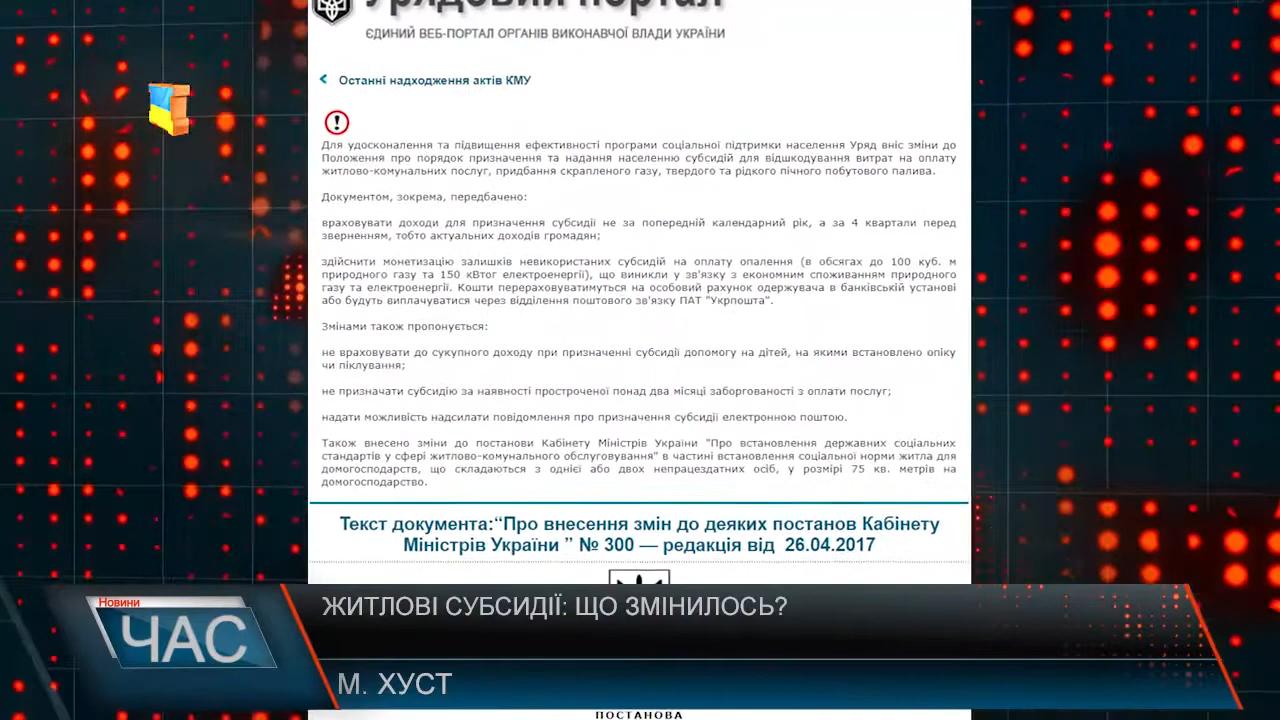 Урядовий портал
ЄДИНИЙ ВЕБ-ПОРТАЛ ОРГАНІВ ВИКОНАВЧОЇ ВЛАДИ УКРАЇНИ
Останні надходження актів КМУ
Для удосконалення та підвищення ефективності програми соціальної підтримки населення Уряд вніс зміни до
Положення про порядок призначення та надання населенню субсидій для відшкодування витрат на оплату
житлово-комунальних послуг, придбання скрапленого газу, твердого та рідкого пічного побутового палива.
Документом, зокрема, передбачено:
враховувати доходи для призначення субсидії не за попередній календарний рік, а за 4 квартали перед
зверненням, тобто актуальних доходів громадян;
здійснити монетизацію залишків невикористаних субсидій на оплату опалення (в обсягах до 100 куб. м
природного газу та 150 кВтог електроенергії), що виникли у зв'язку з економним споживанням природного
газу та електроенергії. Кошти перераховуватимуться на особовий рахунок одержувача в банківській установі
або будуть виплачуватися через відділення поштового зв'язку ПАТ "Укрпошта".
Змінами також пропонується:
не враховувати до сукупного доходу при призначенні субсидії допомогу на дітей, на якими встановлено опіку
чи піклування;
не призначати субсидію за наявності простроченої понад два місяці заборгованості з оплати послуг;
надати можливість надсилати повідомлення про призначення субсидії електронною поштою.
Також внесено зміни до постанови Кабінету Міністрів України "Про встановлення державних соціальних
стандартів у сфері житлово-комунального обслуговування" в частині встановлення соціальної норми житла для
домогосподарств, що складаються з однієї або двох непрацездатних осіб, у розмірі 75 кв. метрів на
домогосподарство.
Текст документа:“Про внесення змін до деяких постанов Кабінету
Міністрів України ” № 300 — редакція від 26.04.2017
Новини
ЧАС
ЖИТЛОВІ СУБСИДІЇ: ЩО ЗМІНИЛОСЬ?
М. ХУСТ
ПОСТАНОВА